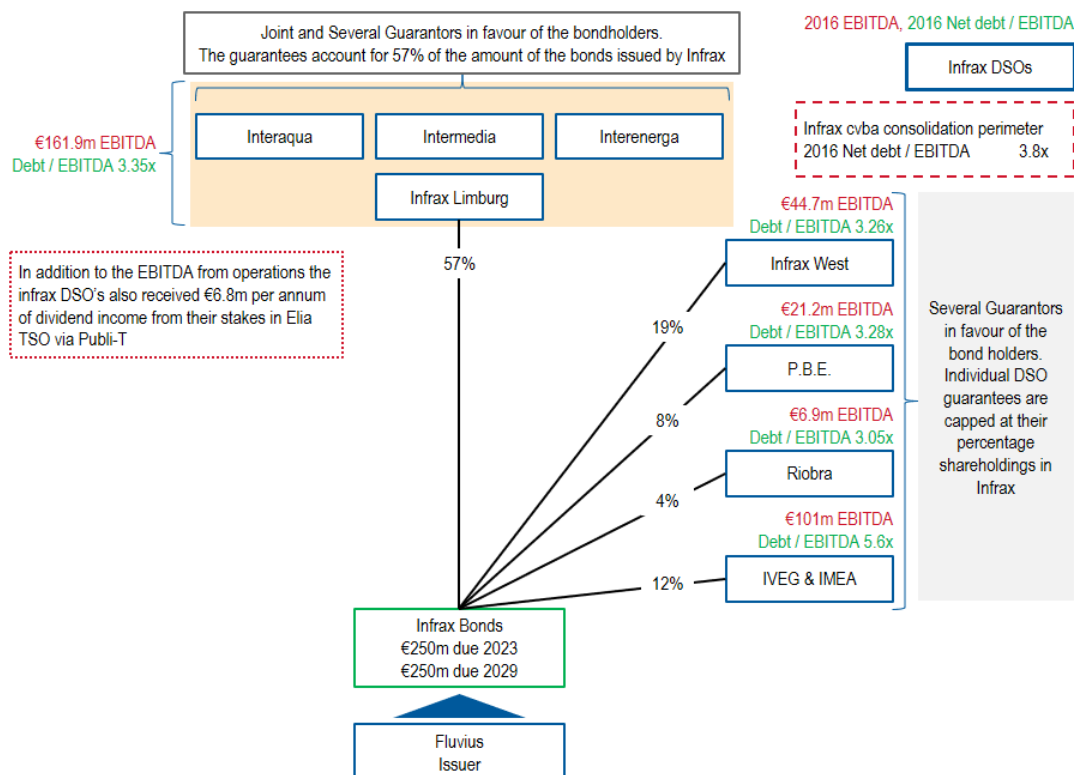 Joint and Several Guarantors in favour of the bondholders.
The guarantees account for 57% of the amount of the bonds issued by Infrax
2016 EBITDA, 2016 Net debt / EBITDA
Infrax DSOs
Infrax cvba consolidation perimeter
2016 Net debt / EBITDA 3.8x
€161.9m EBITDA
Debt / EBITDA 3.35x
Interaqua
Intermedia
Interenerga
Infrax Limburg
In addition to the EBITDA from operations the
infrax DSO's also received €6.8m per annum
of dividend income from their stakes in Elia
TSO via Publi-T
57%
19%
8%
4%
12%
€44.7m EBITDA
Debt / EBITDA 3.26x
Infrax West
€21.2m EBITDA
Debt / EBITDA 3.28x
P.B.E.
€6.9m EBITDA
Debt / EBITDA 3.05x
Riobra
€101m EBITDA
Debt / EBITDA 5.6x
IVEG & IMEA
Several Guarantors
in favour of the
bond holders.
Individual DSO
guarantees are
capped at their
percentage
shareholdings in
Infrax
Infrax Bonds
€250m due 2023
€250m due 2029
Fluvius
Issuer